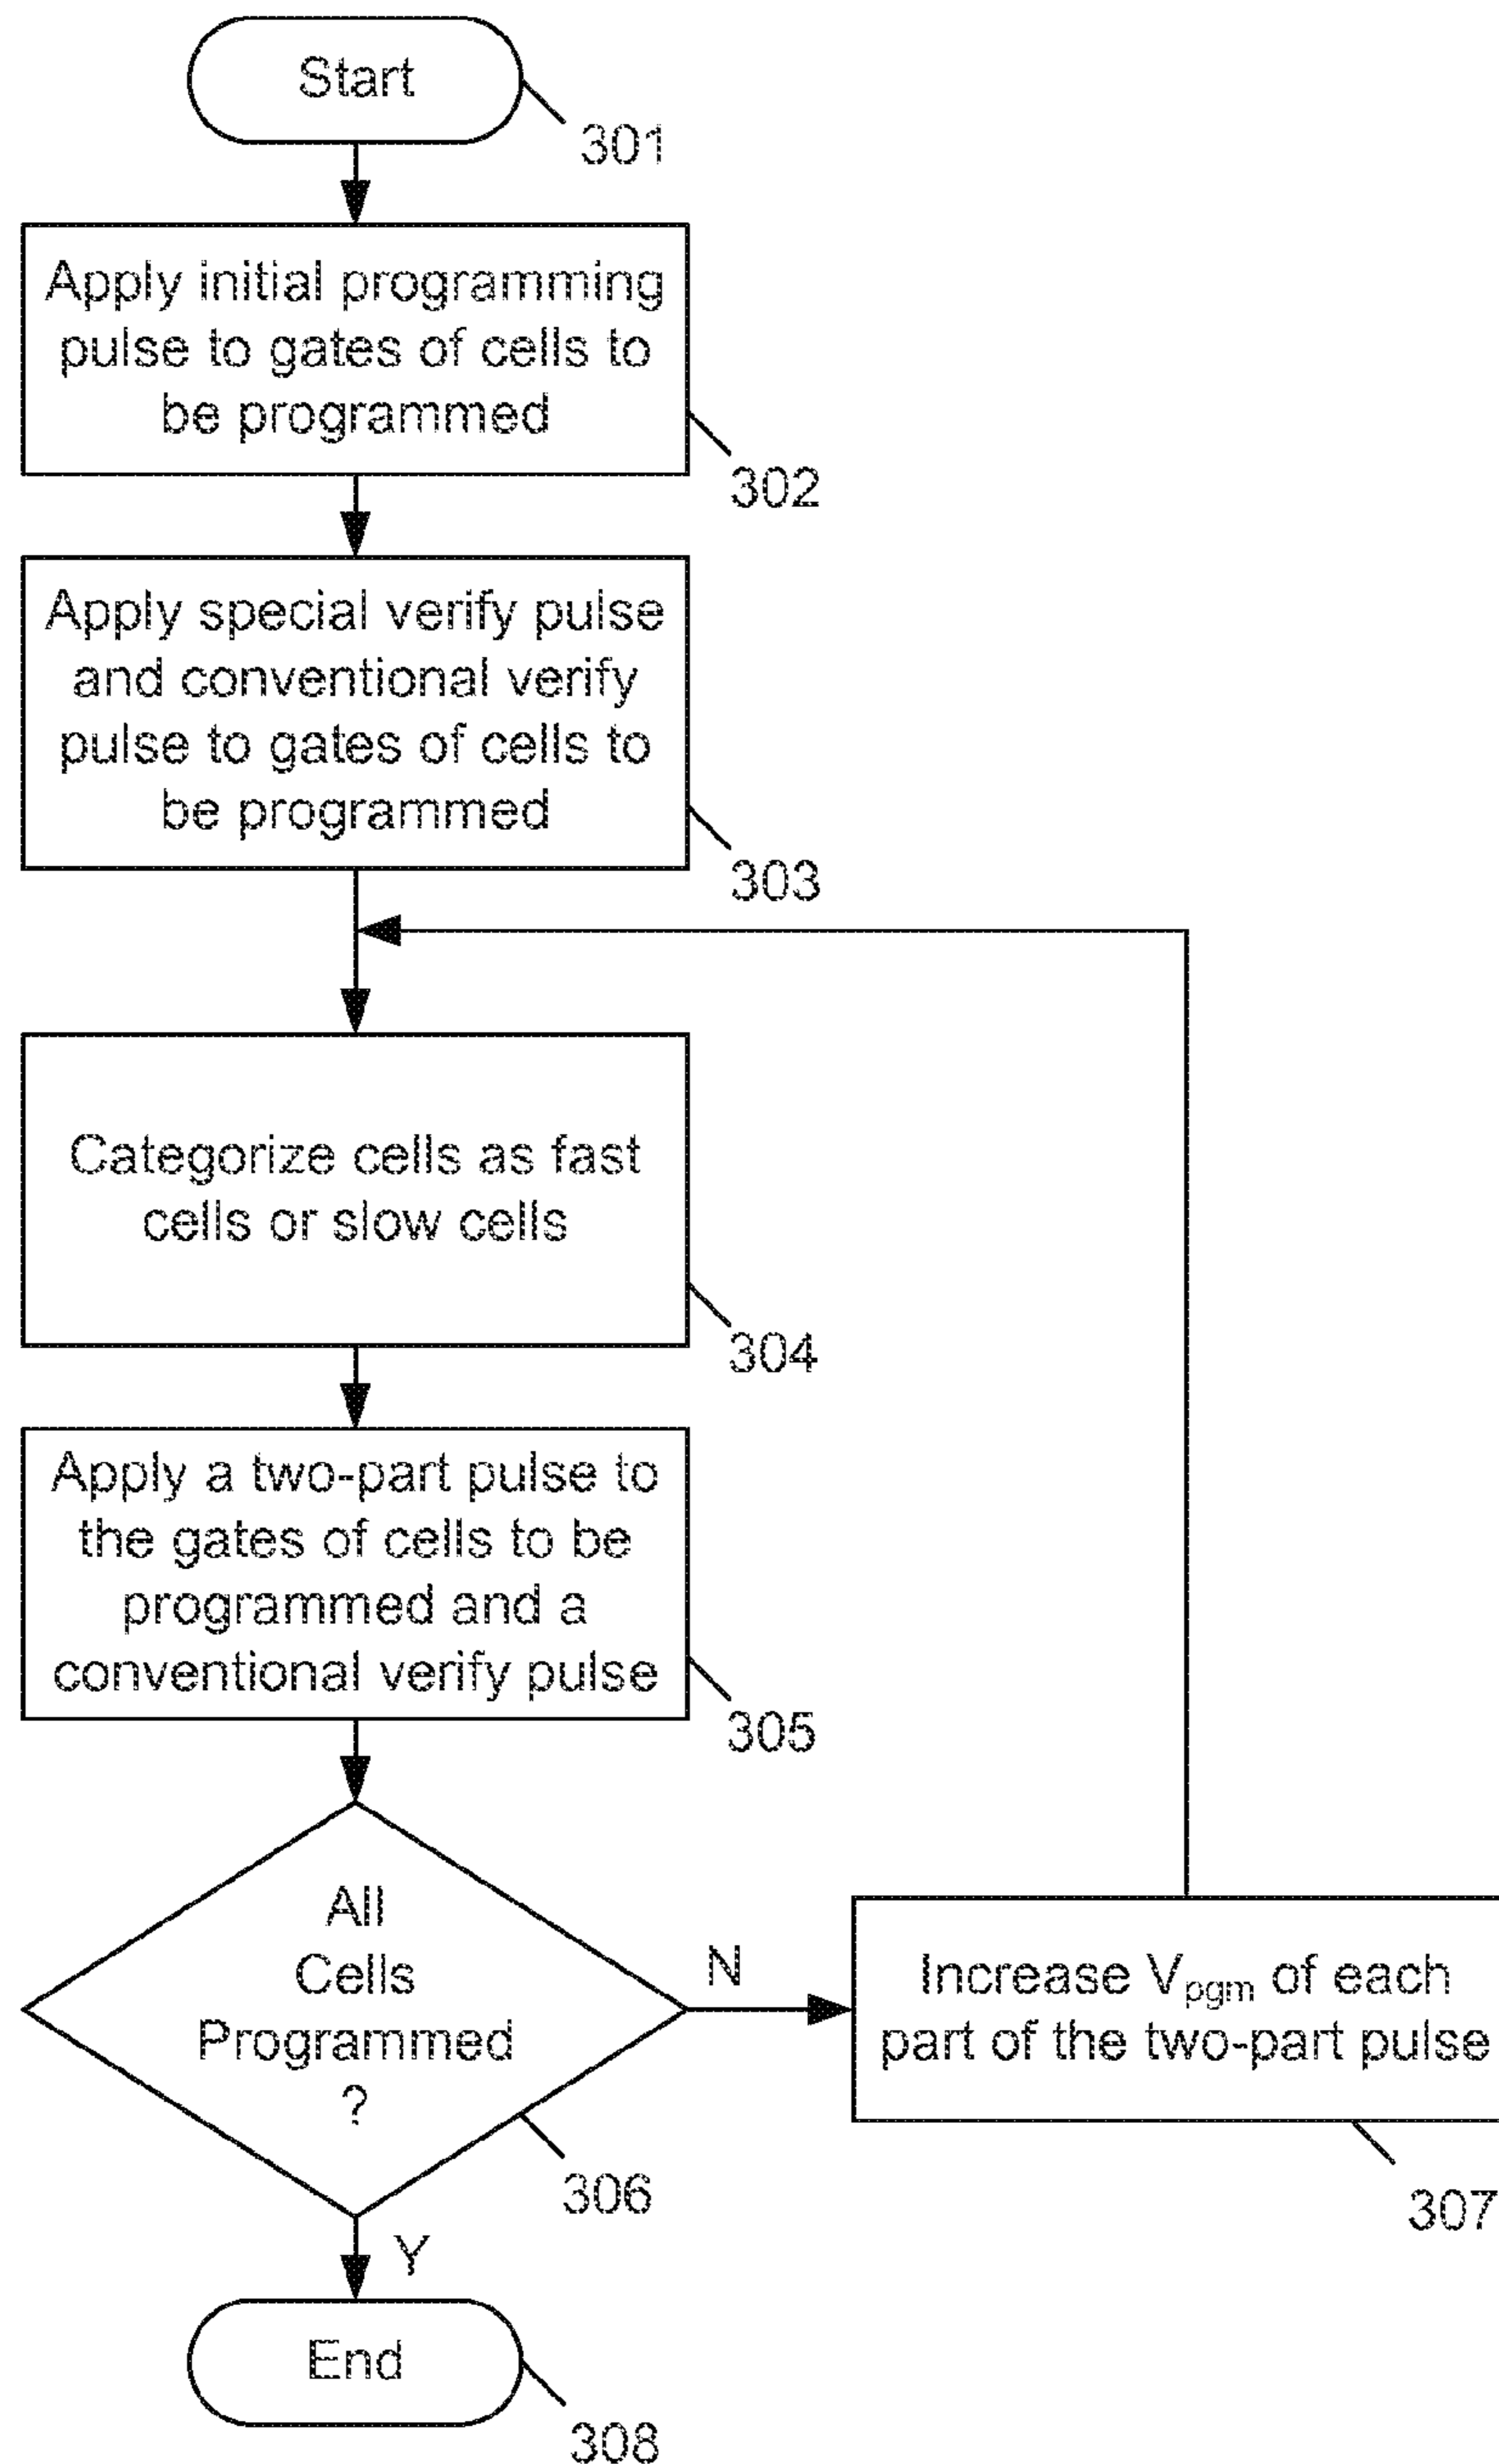 Start
301
Apply initial programming
pulse to gates of cells to
be programmed
302
Apply special verify pulse
and conventional verify
pulse to gates of cells to
be programmed
303
Categorize cells as fast
cells or slow cells
304
Apply a two-part pulse to
the gates of cells to be
programmed and a
conventional verify pulse
305
All
Cells
Programmed
?
306
N
Increase Vpgm of each
part of the two-part pulse
307
Y
End
308